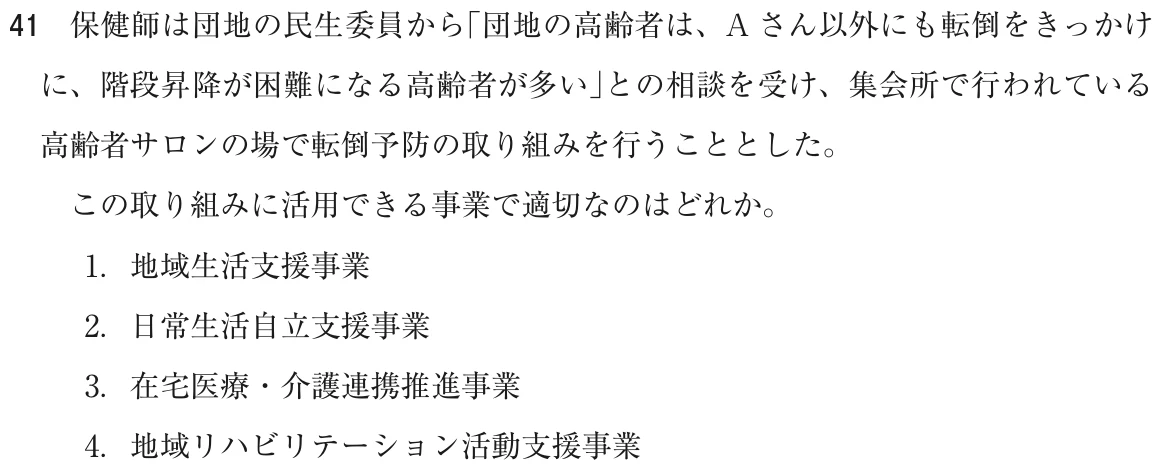 41 保健師は団地の民生委員から「団地の高齢者は、A さん以外にも転倒をきっかけ
に、階段昇降が困難になる高齢者が多い」との相談を受け、集会所で行われている
高齢者サロンの場で転倒予防の取り組みを行うこととした。
この取り組みに活用できる事業で適切なのはどれか。
1. 地域生活支援事業
2. 日常生活自立支援事業
3. 在宅医療・介護連携推進事業
4. 地域リハビリテーション活動支援事業